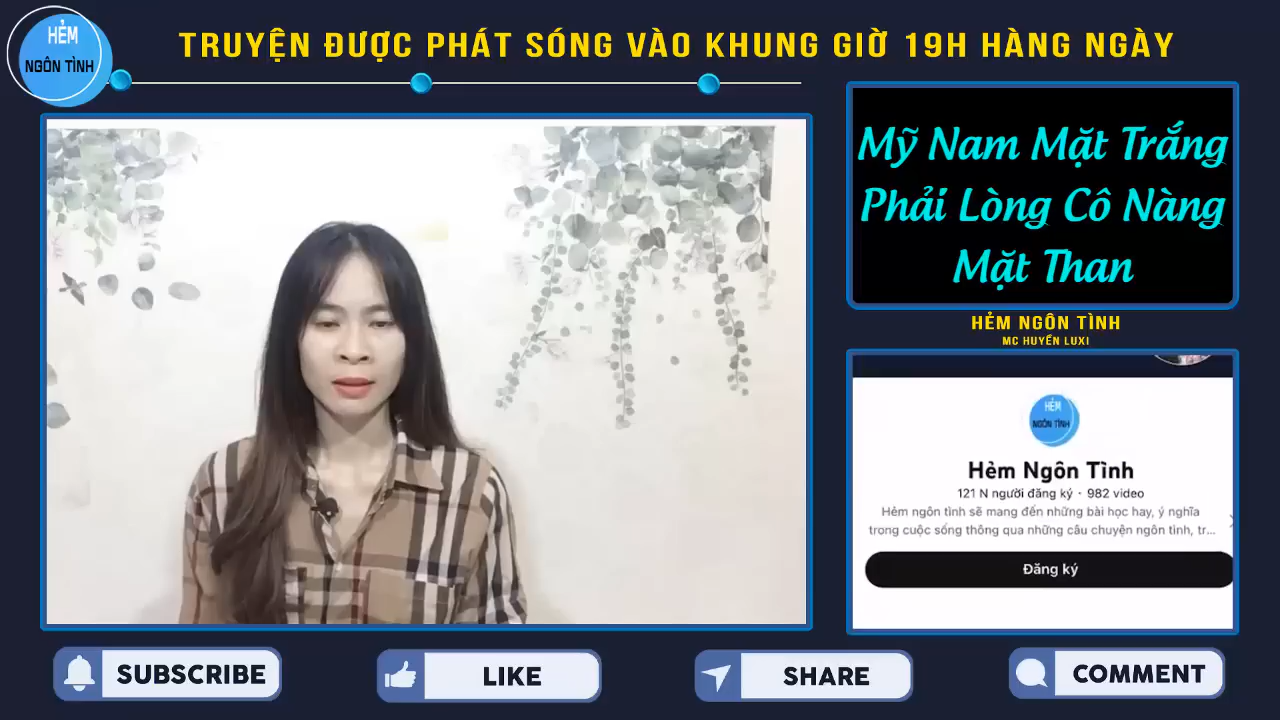 HẺM
NGÔN TÌNH
TRUYỆN ĐƯỢC PHÁT SÓNG VÀO KHUNG GIỜ 19H HÀNG NGÀY
Mỹ Nam Mặt Trắng
Phải Lòng Cô Nàng
Mặt Than
HẺM NGÔN TÌNH
MC HUYỀN LUXI
HẺM
NGÔN TÌNH
Hẻm Ngôn Tình
121 N người đăng ký · 982 video
Hẻm ngôn tình sẽ mang đến những bài học hay, ý nghĩa
trong cuộc sống thông qua những câu chuyện ngôn tình, tr...
Đăng ký
SUBSCRIBE
LIKE
SHARE
COMMENT